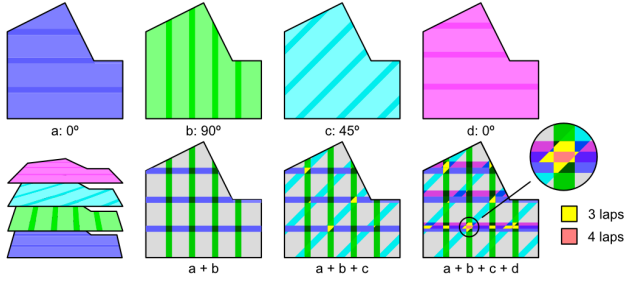 a: 0º
b: 90º
c: 45º
d: 0º
3 laps
4 laps
a + b
a + b + c
a + b + c + d